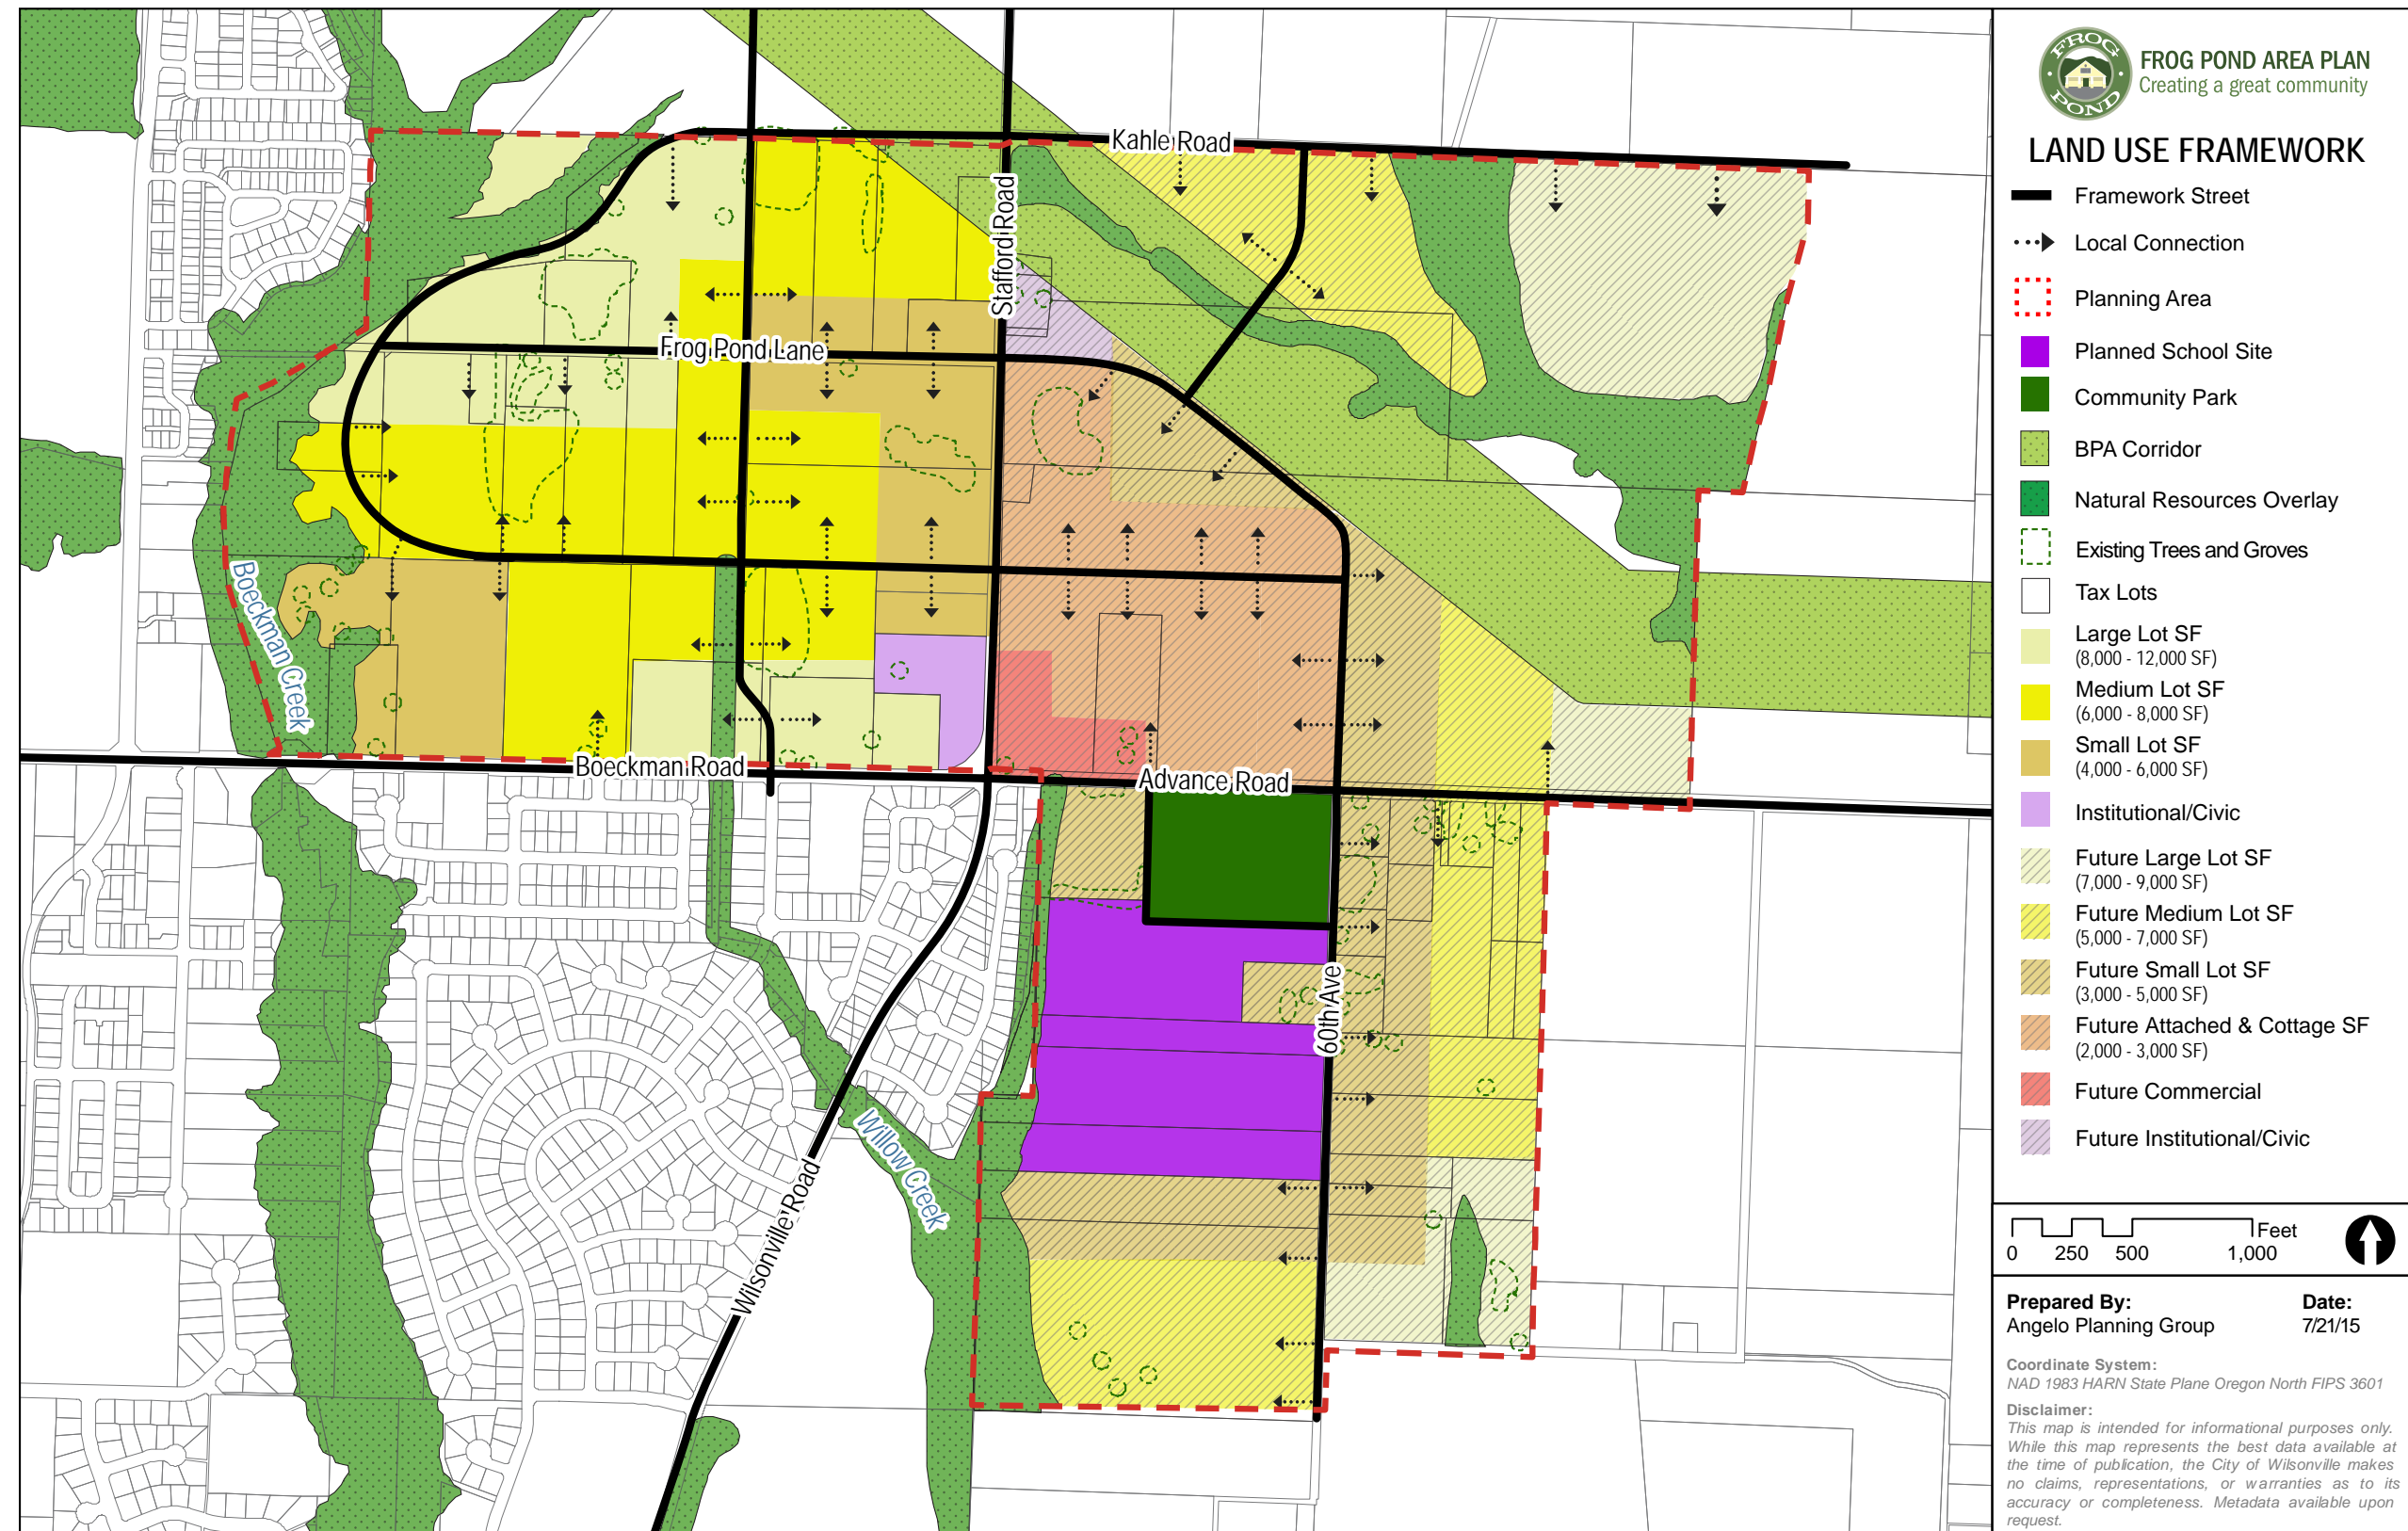 Kahle Road
Stafford Road
Frog Pond Lane
Boeckman Creek
Boeckman Road
Advance Road
60th Ave
Willow Creek
Wilsonville Road
FROG
POND
FROG POND AREA PLAN
Creating a great community
LAND USE FRAMEWORK
Framework Street
Local Connection
Planning Area
Planned School Site
Community Park
BPA Corridor
Natural Resources Overlay
Existing Trees and Groves
Tax Lots
Large Lot SF
(8,000 - 12,000 SF)
Medium Lot SF
(6,000 - 8,000 SF)
Small Lot SF
(4,000 - 6,000 SF)
Institutional/Civic
Future Large Lot SF
(7,000 - 9,000 SF)
Future Medium Lot SF
(5,000 - 7,000 SF)
Future Small Lot SF
(3,000 - 5,000 SF)
Future Attached & Cottage SF
(2,000 - 3,000 SF)
Future Commercial
Future Institutional/Civic
Feet
0 250 500 1,000
Prepared By: Date:
Angelo Planning Group 7/21/15
Coordinate System:
NAD 1983 HARN State Plane Oregon North FIPS 3601
Disclaimer:
This map is intended for informational purposes only.
While this map represents the best data available at
the time of publication, the City of Wilsonville makes
no claims, representations, or warranties as to its
accuracy or completeness. Metadata available upon
request.